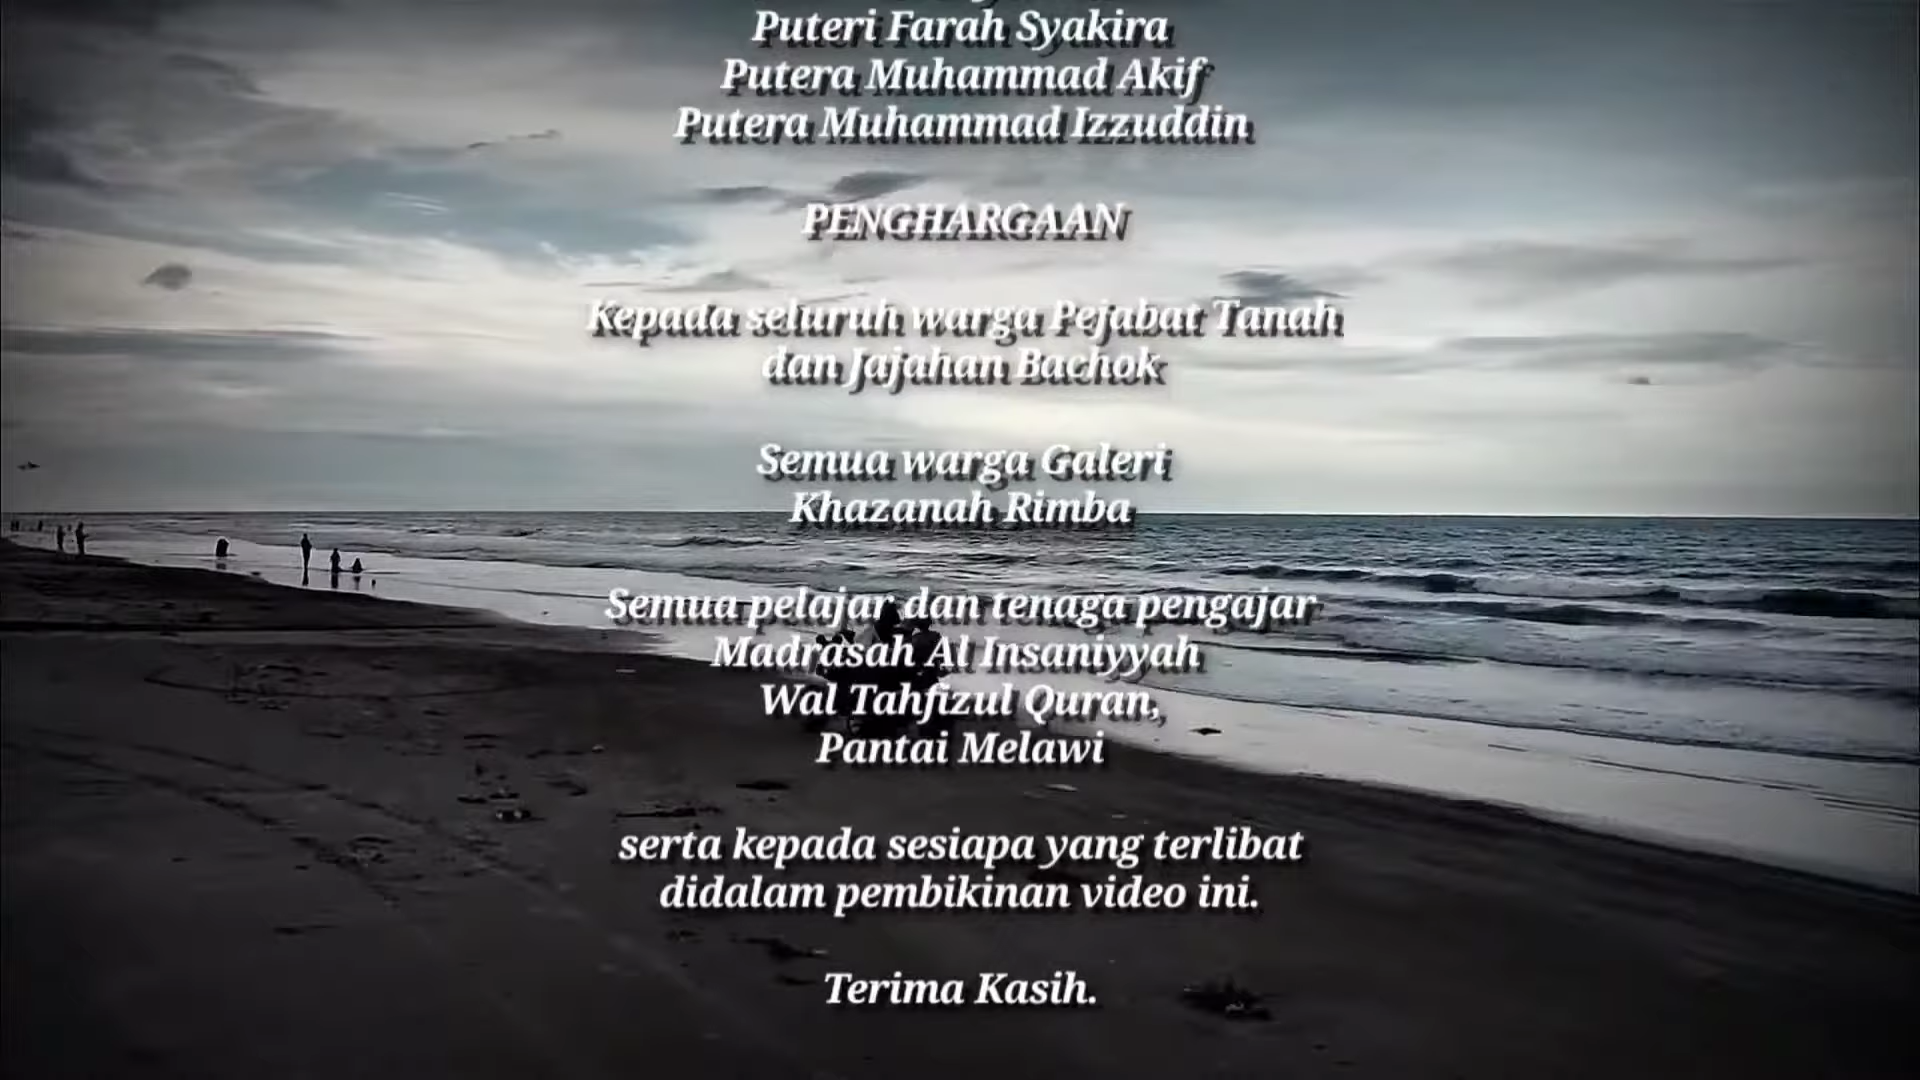 Puteri Farah Syakira
Putera Muhammad Akif
Putera Muhammad Izzuddin
PENGHARGAAN
Kepada seluruh warga Pejabat Tanah
dan Jajahan Bachok
Semua warga Galeri
Khazanah Rimba
Semua pelajar dan tenaga pengajar
Madrasah Al Insaniyyah
Wal Tahfizul Quran,
Pantai Melawi
serta kepada sesiapa yang terlibat
didalam pembikinan video ini.
Terima Kasih.